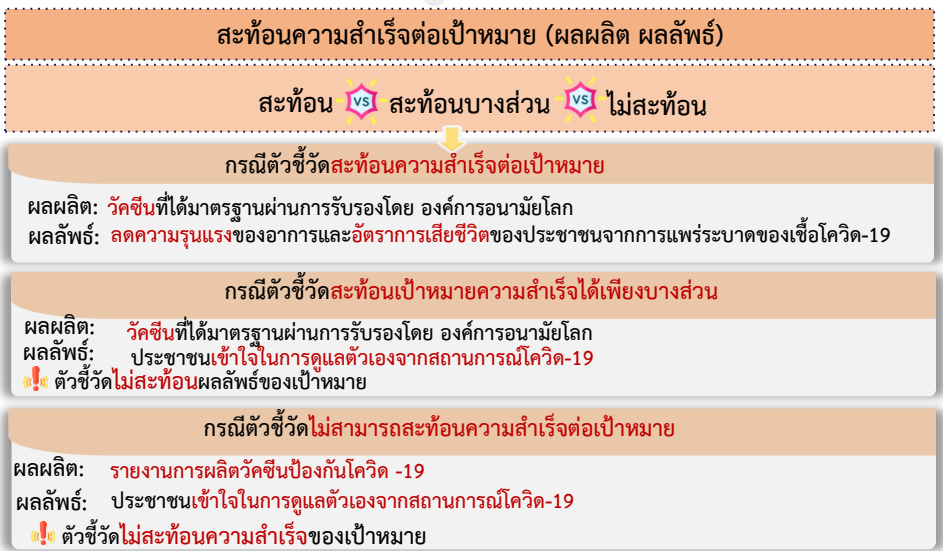 สะท้อนความสำเร็จต่อเป้าหมาย (ผลผลิต ผลลัพธ์)
สะท้อน VS สะท้อนบางส่วน VS ไม่สะท้อน
กรณีตัวชี้วัดสะท้อนความสำเร็จต่อเป้าหมาย
ผลผลิต: วัคซีนที่ได้มาตรฐานผ่านการรับรองโดย องค์การอนามัยโลก
ผลลัพธ์: ลดความรุนแรงของอาการและอัตราการเสียชีวิตของประชาชนจากการแพร่ระบาดของเชื้อโควิด-19
กรณีตัวชี้วัดสะท้อนเป้าหมายความสำเร็จได้เพียงบางส่วน
ผลผลิต: วัคซีนที่ได้มาตรฐานผ่านการรับรองโดย องค์การอนามัยโลก
ผลลัพธ์: ประชาชนเข้าใจในการดูแลตัวเองจากสถานการณ์โควิด-19
ตัวชี้วัดไม่สะท้อนผลลัพธ์ของเป้าหมาย
กรณีตัวชี้วัดไม่สามารถสะท้อนความสำเร็จต่อเป้าหมาย
ผลผลิต: รายงานการผลิตวัคซีนป้องกันโควิด -19
ผลลัพธ์: ประชาชนเข้าใจในการดูแลตัวเองจากสถานการณ์โควิด-19
ตัวชี้วัดไม่สะท้อนความสำเร็จของเป้าหมาย